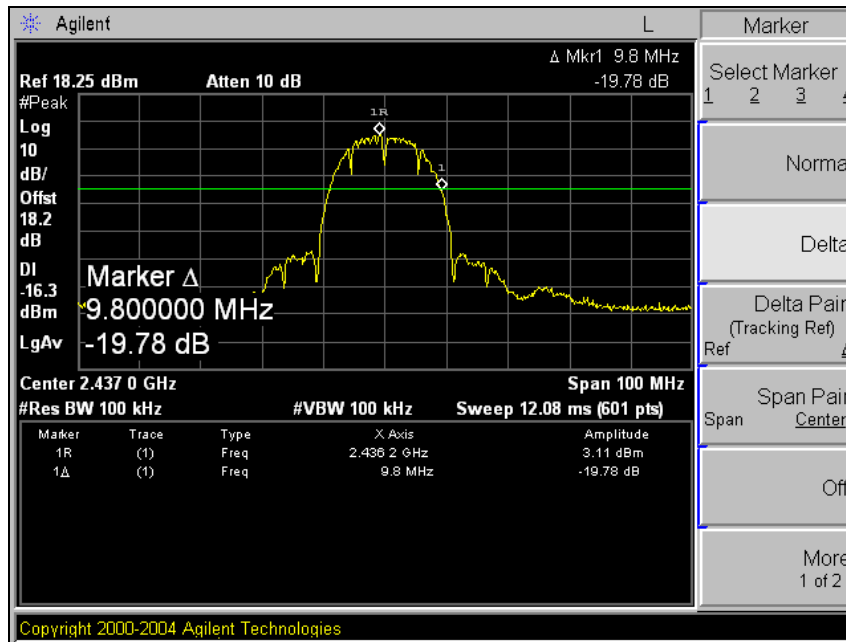 Agilent L Marker
Δ Mkr1 9.8 MHz
Ref 18.25 dBm Atten 10 dB -19.78 dB
#Peak
Log
10
dB/
Offst
18.2
dB
DI
-16.3
dBm
LgAv
1R
1
Marker Δ
9.800000 MHz
-19.78 dB
Center 2.437 0 GHz Span 100 MHz
#Res BW 100 kHz #VBW 100 kHz Sweep 12.08 ms (601 pts)
Marker Trace Type X Axis Amplitude
1R (1) Freq 2.436 2 GHz 3.11 dBm
1Δ (1) Freq 9.8 MHz -19.78 dB
Select Marker
1 2 3
Norma
Delta
Delta Pair
(Tracking Ref)
Ref
Span Pair
Span Center
Off
More
1 of 2
Copyright 2000-2004 Agilent Technologies